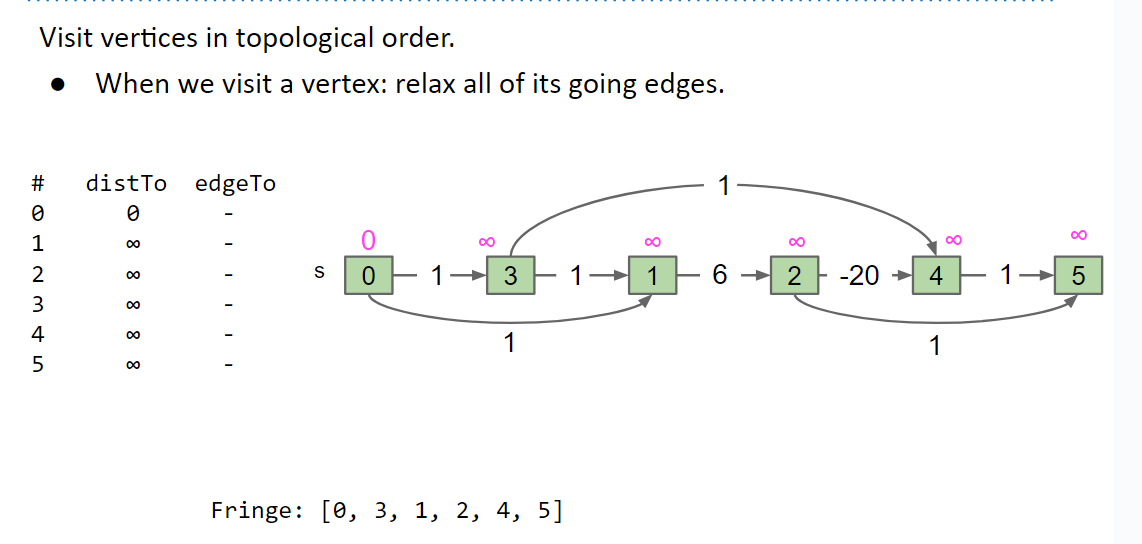 Visit vertices in topological order.
● When we visit a vertex: relax all of its going edges.
# distTo edgeTo
0 0 -
1 ∞ -
2 ∞ -
3 ∞ -
4 ∞ -
5 ∞ -
1
0 ∞ ∞ ∞ ∞ ∞
s 0 1 3 1 1 6 2 -20 4 1 5
1 1
Fringe: [0, 3, 1, 2, 4, 5]